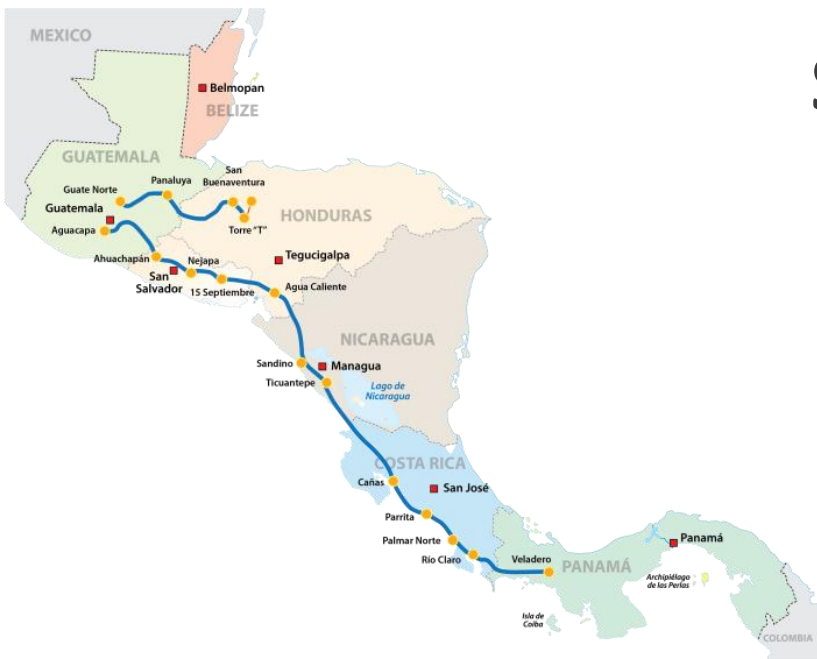 MEXICO
Belmopan
BELIZE
GUATEMALA
San
Buenaventura
Panaluya
Guate Norte
Guatemala
HONDURAS
Aguacapa
Torre "T"
Ahuachapán
Nejapa
Tegucigalpa
San
Salvador
15 Septiembre
Agua Caliente
NICARAGUA
Sandino
Managua
Ticuantepe
Lago de
Nicaragua
COSTA RICA
Cañas
San José
Parrita
Palmar Norte
Panamá
Río Claro
Veladero
PANAMÁ
Archipiélago
de las Perlas
Isla de
Coiba
COLOMBIA